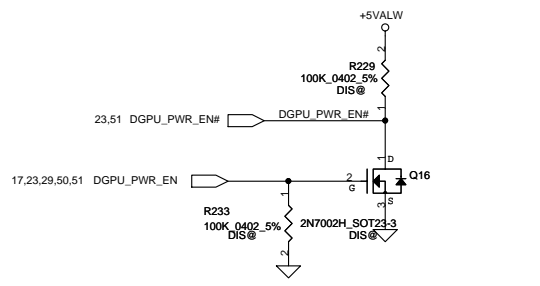 +5VALW
2
R229
100K_0402_5%
DIS@
1
23,51 DGPU_PWR_EN# DGPU_PWR_EN#
1 D
17,23,29,50,51 DGPU_PWR_EN
2 G
Q16
3 S
1
R233
100K_0402_5%
DIS@
2
2N7002H_SOT23-3
DIS@